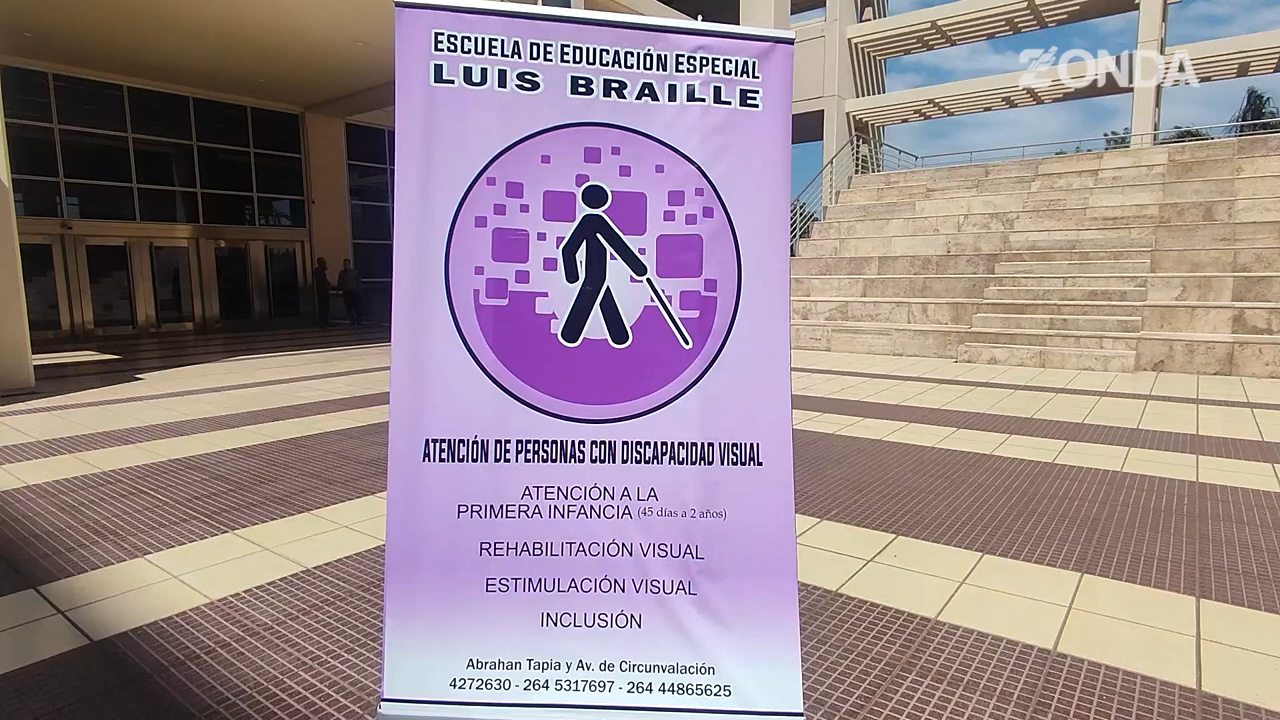 ZONDA
ESCUELA DE EDUCACIÓN ESPECIAL
LUIS BRAILLE
ATENCIÓN DE PERSONAS CON DISCAPACIDAD VISUAL
ATENCIÓN A LA
PRIMERA INFANCIA (45 días a 2 años)
REHABILITACIÓN VISUAL
ESTIMULACIÓN VISUAL
INCLUSIÓN
Abrahan Tapia y Av. de Circunvalación
4272630 - 264 5317697 - 264 44865625